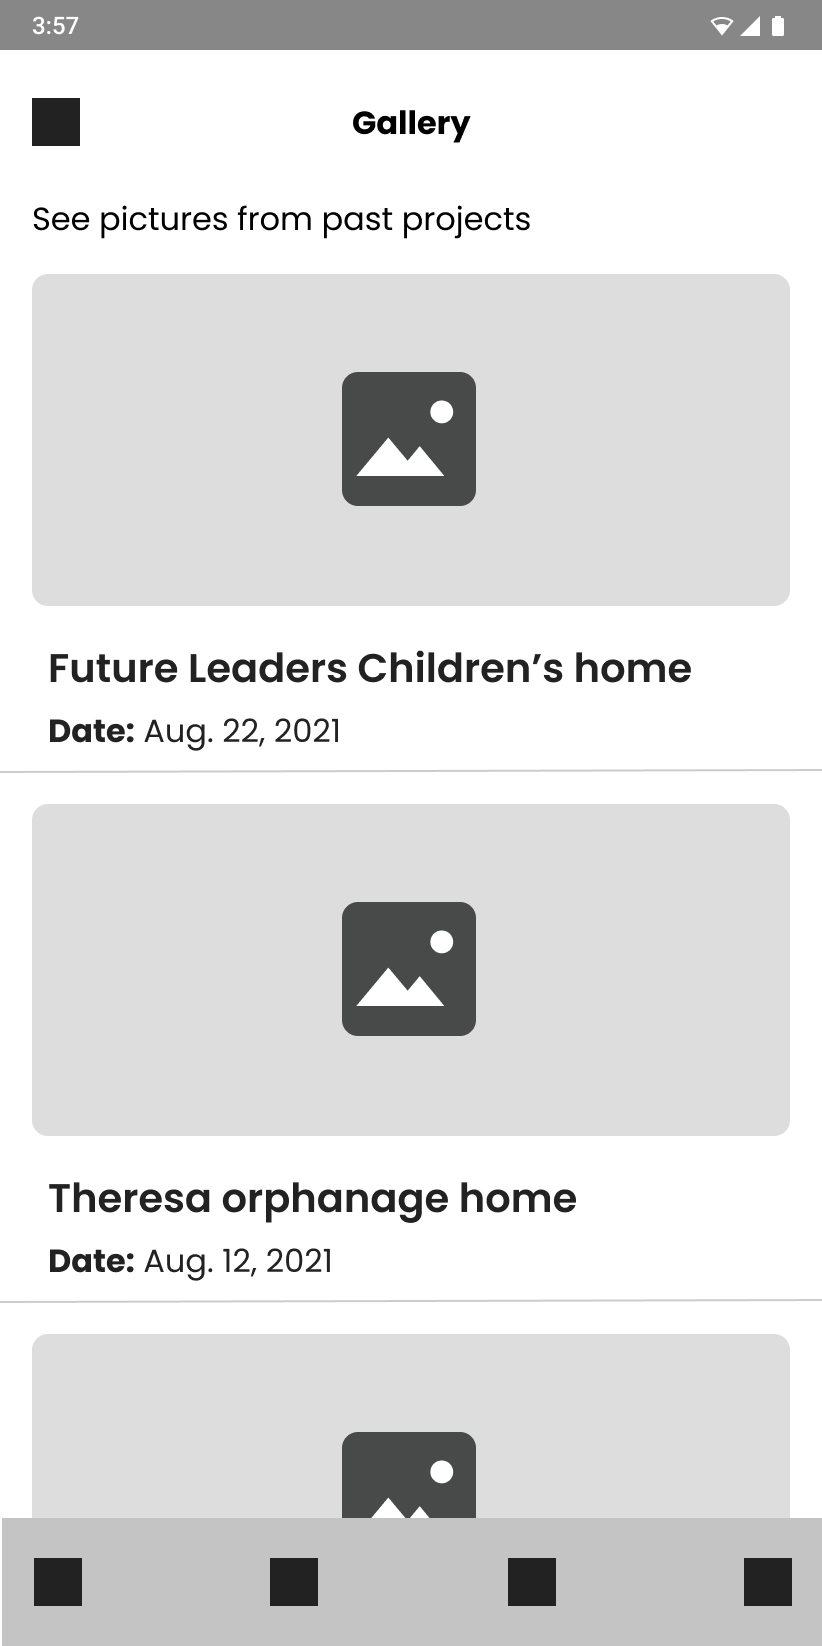 3:57
Gallery
See pictures from past projects
Future Leaders Children’s home
Date: Aug. 22, 2021
Theresa orphanage home
Date: Aug. 12, 2021